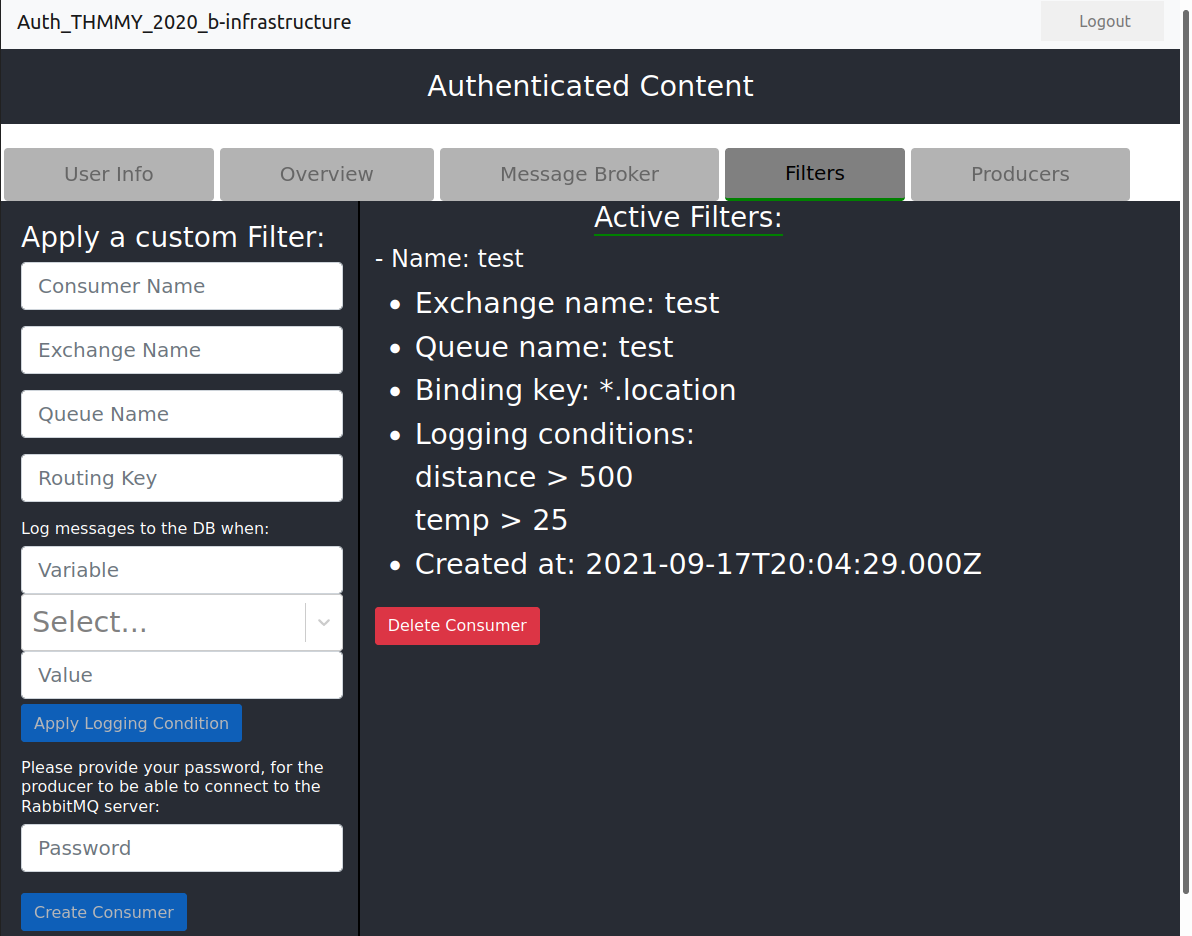 Auth_THMMY_2020_b-infrastructure
Logout
Authenticated Content
User Info
Overview
Message Broker
Filters
Producers
Apply a custom Filter:
Consumer Name
Exchange Name
Queue Name
Routing Key
Log messages to the DB when:
Variable
Select...
Value
Apply Logging Condition
Please provide your password, for the
producer to be able to connect to the
RabbitMQ server:
Password
Create Consumer
Active Filters:
- Name: test
• Exchange name: test
• Queue name: test
• Binding key: *.location
• Logging conditions:
distance > 500
temp > 25
• Created at: 2021-09-17T20:04:29.000Z
Delete Consumer